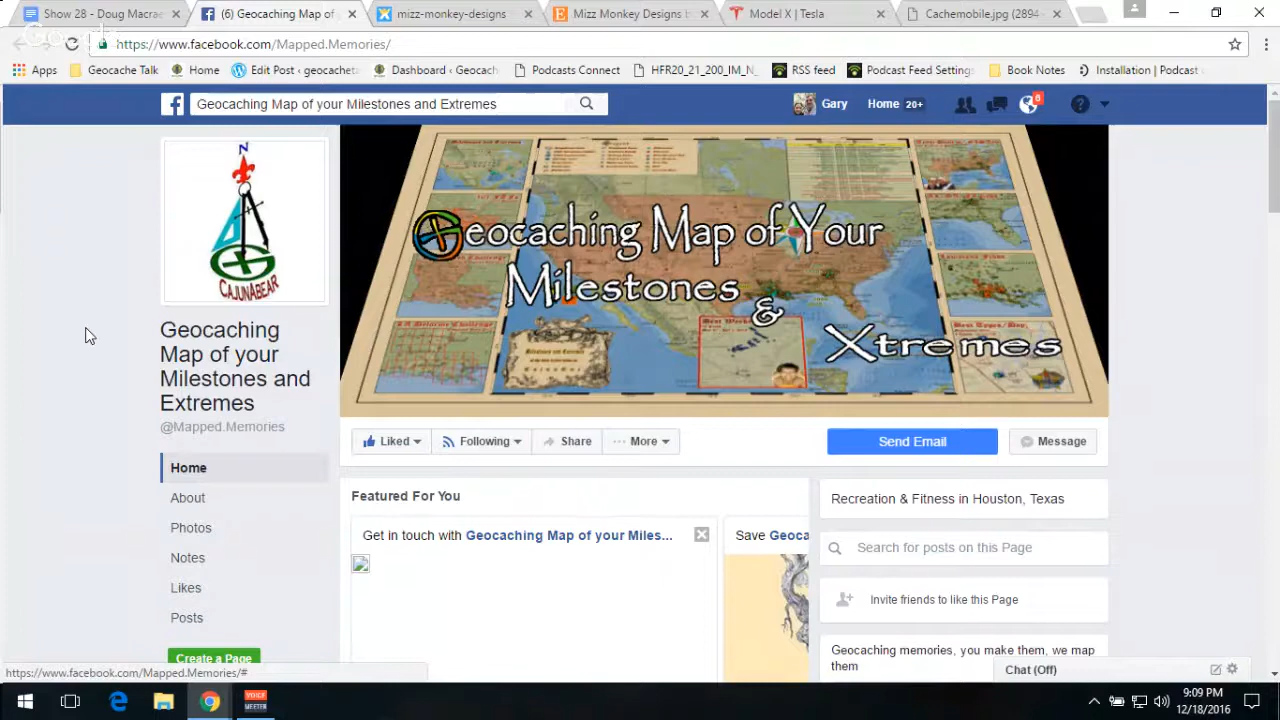 Show 28 - Doug Macrae
(6) Geocaching Map of
mizz-monkey-designs
Mizz Monkey Designs b
Model X | Tesla
Cachemobile.jpg (2894
https://www.facebook.com/Mapped.Memories/
Apps
Geocache Talk
Home
Edit Post ‹ geocacheta
Dashboard ‹ Geocach
Podcasts Connect
HFR20_21_200_IM_N_
RSS feed
Podcast Feed Settings
Book Notes
Installation | Podcast
Geocaching Map of your Milestones and Extremes
Gary
Home 20+
8
N
CAJUNABEAR
Geocaching Map of Your
Milestones
&
Xtremes
Geocaching
Map of your
Milestones and
Extremes
@Mapped.Memories
Liked
Following
Share
More
Send Email
Message
Home
About
Photos
Notes
Likes
Posts
Create a Page
Featured For You
Get in touch with Geocaching Map of your Miles...
Save Geoca
Recreation & Fitness in Houston, Texas
Search for posts on this Page
Invite friends to like this Page
Geocaching memories, you make them, we map
them
Chat (Off)
https://www.facebook.com/Mapped.Memories/#
VOICE
MEETER
9:09 PM
12/18/2016